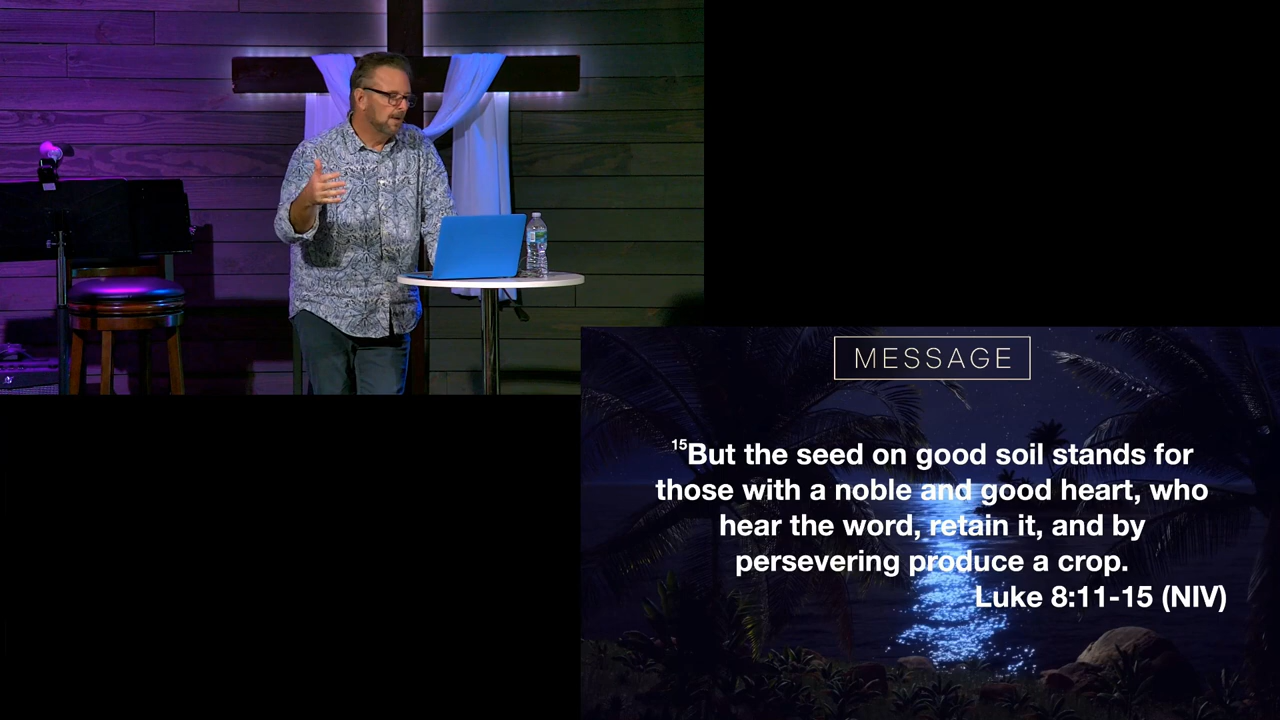 MESSAGE
15But the seed on good soil stands for
those with a noble and good heart, who
hear the word, retain it, and by
persevering produce a crop.
Luke 8:11-15 (NIV)